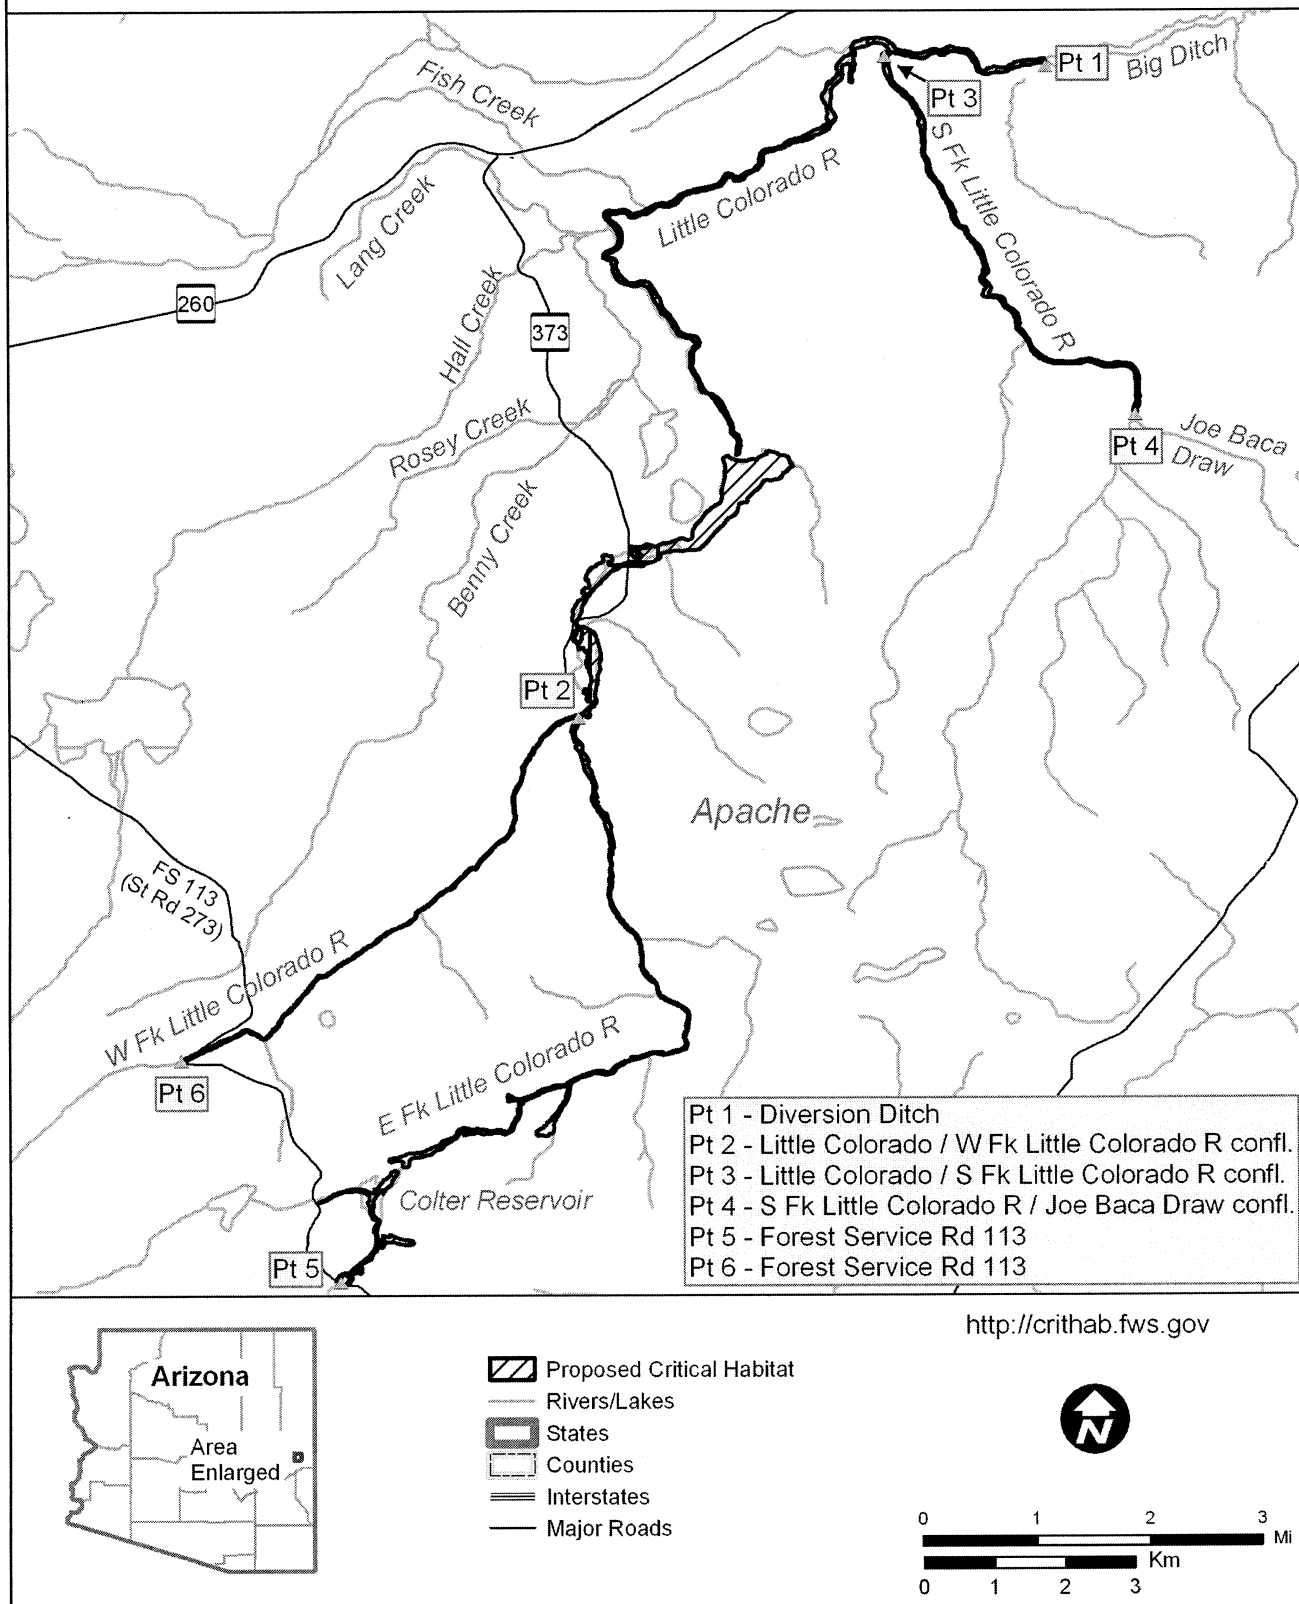 Fish Creek
Pt 1
Big Ditch
Pt 3
S Fk Little Colorado R
Little Colorado R
Lang Creek
260
Hall Creek
373
Rosey Creek
Joe Baca
Draw
Pt 4
Benny Creek
Pt 2
Apache
FS 113
(St Rd 273)
W Fk Little Colorado R
E Fk Little Colorado R
Pt 6
Colter Reservoir
Pt 5
Pt 1 - Diversion Ditch
Pt 2 - Little Colorado / W Fk Little Colorado R confl.
Pt 3 - Little Colorado / S Fk Little Colorado R confl.
Pt 4 - S Fk Little Colorado R / Joe Baca Draw confl.
Pt 5 - Forest Service Rd 113
Pt 6 - Forest Service Rd 113
http://crithab.fws.gov
Arizona
Area
Enlarged
Proposed Critical Habitat
Rivers/Lakes
States
Counties
Interstates
Major Roads
N
0 1 2 3
Mi
Km
0 1 2 3